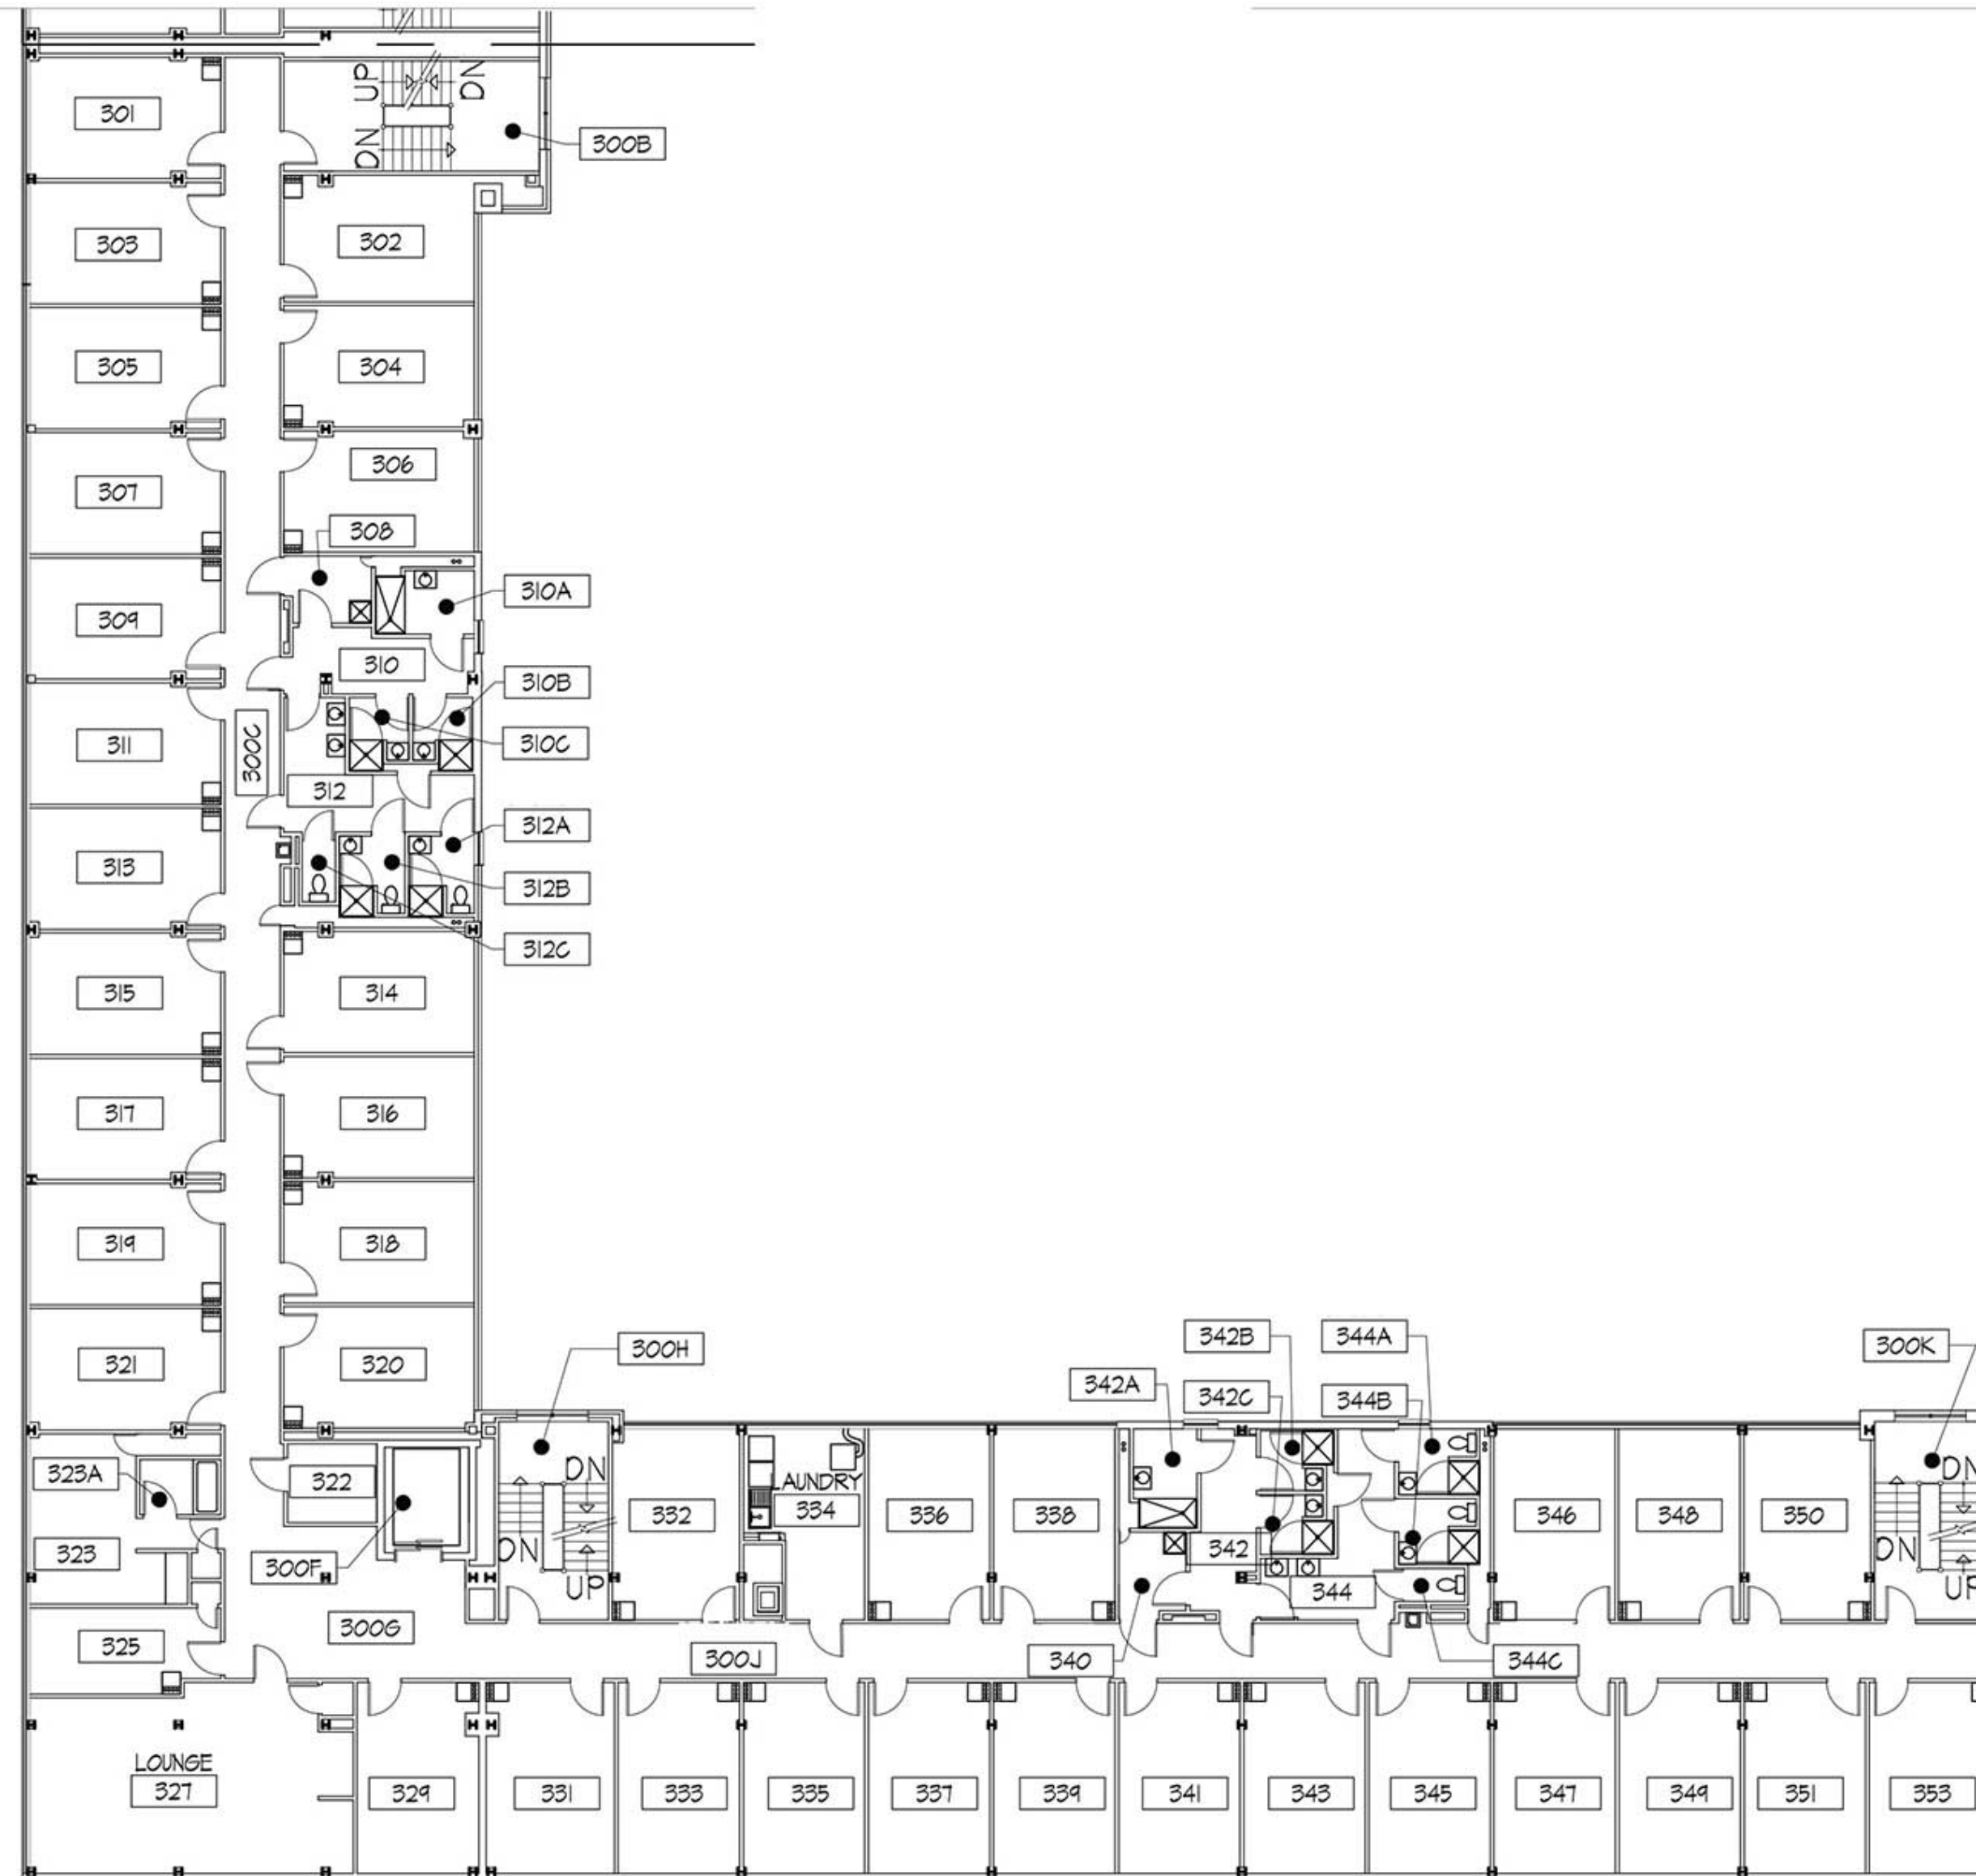 UP
DN
301
DN
300B
303
302
305
304
306
307
308
310A
309
310
310B
311
300C
310C
312
312A
313
312B
312C
315
314
317
316
319
318
321
320
300H
342B
344A
300K
342A
342C
344B
323A
322
DN
LAUNDRY
334
332
336
338
346
348
350
DN
323
300F
DN
342
DN
UP
344
UP
325
300G
300J
340
344C
LOUNGE
327
329
331
333
335
337
339
341
343
345
347
349
351
353